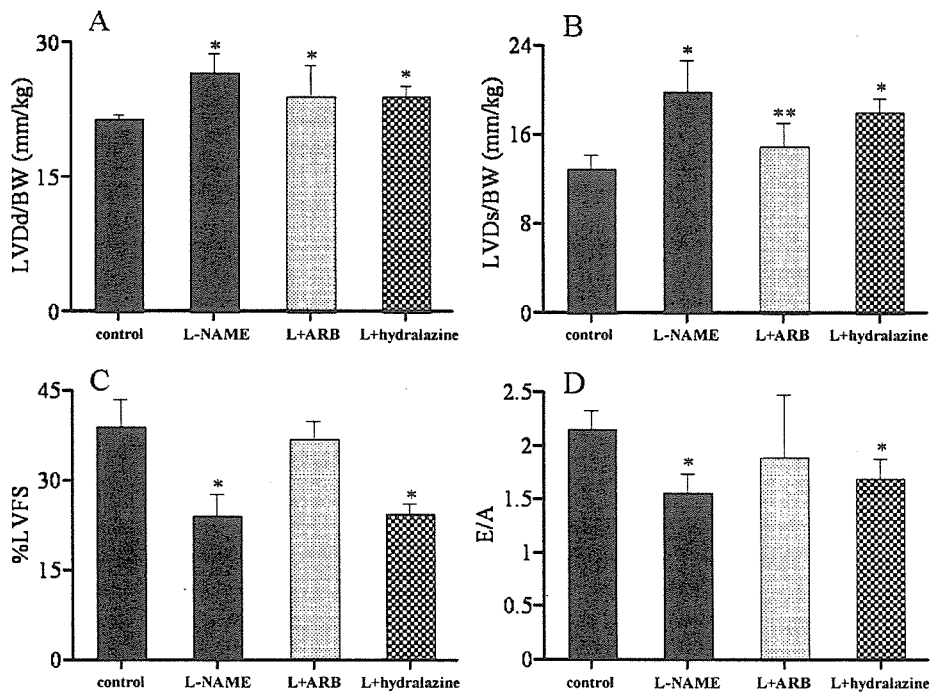 A
LVDd/BW (mm/kg)
30
15
0
*
*
*
control
L-NAME
L+ARB
L+hydralazine
B
LVDs/BW (mm/kg)
24
16
8
0
*
**
*
control
L-NAME
L+ARB
L+hydralazine
C
%LVFS
45
30
15
0
*
*
control
L-NAME
L+ARB
L+hydralazine
D
E/A
2.5
2
1.5
1
0.5
0
*
*
control
L-NAME
L+ARB
L+hydralazine